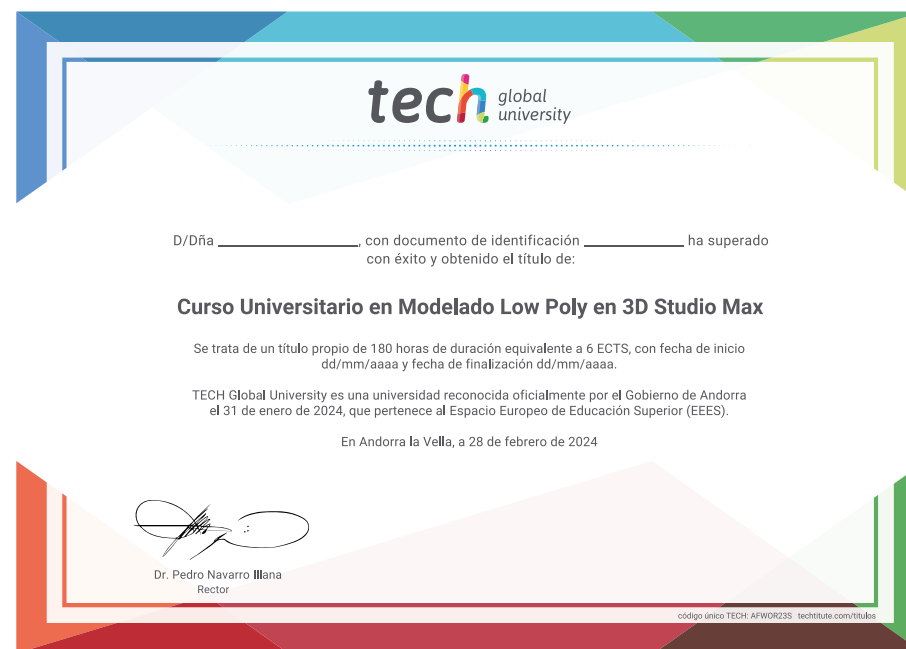 tech global
university
D/Dña ______________, con documento de identificación ______________ ha superado
con éxito y obtenido el título de:
Curso Universitario en Modelado Low Poly en 3D Studio Max
Se trata de un título propio de 180 horas de duración equivalente a 6 ECTS, con fecha de inicio
dd/mm/aaaa y fecha de finalización dd/mm/aaaa.
TECH Global University es una universidad reconocida oficialmente por el Gobierno de Andorra
el 31 de enero de 2024, que pertenece al Espacio Europeo de Educación Superior (EEES).
En Andorra la Vella, a 28 de febrero de 2024
Dr. Pedro Navarro Illana
Rector
código único TECH: AFWOR23S techtitute.com/titulos